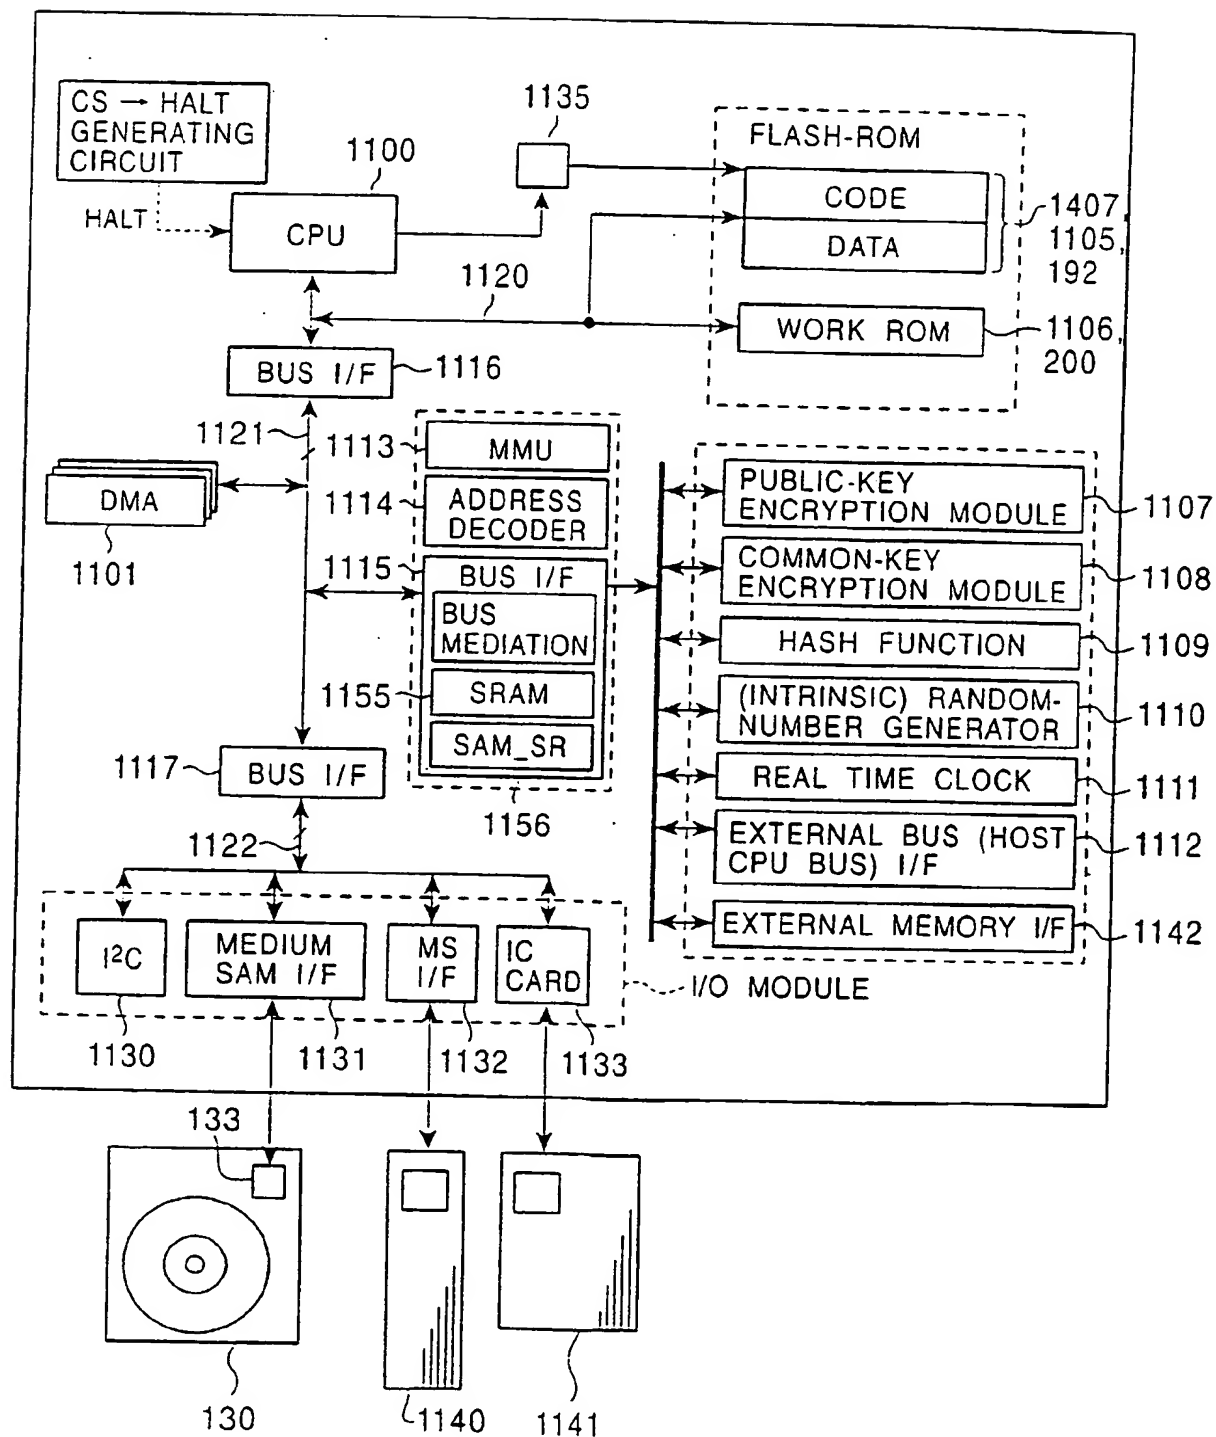 CS → HALT
GENERATING
CIRCUIT
HALT
1100
CPU
1135
FLASH-ROM
CODE
DATA
1407,
1105,
192
1120
WORK ROM
1106,
200
BUS I/F
1116
1121
DMA
1101
1113
MMU
1114
ADDRESS
DECODER
1115
BUS I/F
BUS
MEDIATION
1155
SRAM
SAM_SR
1156
PUBLIC-KEY
ENCRYPTION MODULE
1107
COMMON-KEY
ENCRYPTION MODULE
1108
HASH FUNCTION
1109
(INTRINSIC) RANDOM-
NUMBER GENERATOR
1110
REAL TIME CLOCK
1111
EXTERNAL BUS (HOST
CPU BUS) I/F
1112
EXTERNAL MEMORY I/F
1142
1117
BUS I/F
1122
I²C
MEDIUM
SAM I/F
MS
I/F
IC
CARD
I/O MODULE
1130
1131
1132
1133
133
130
1140
1141